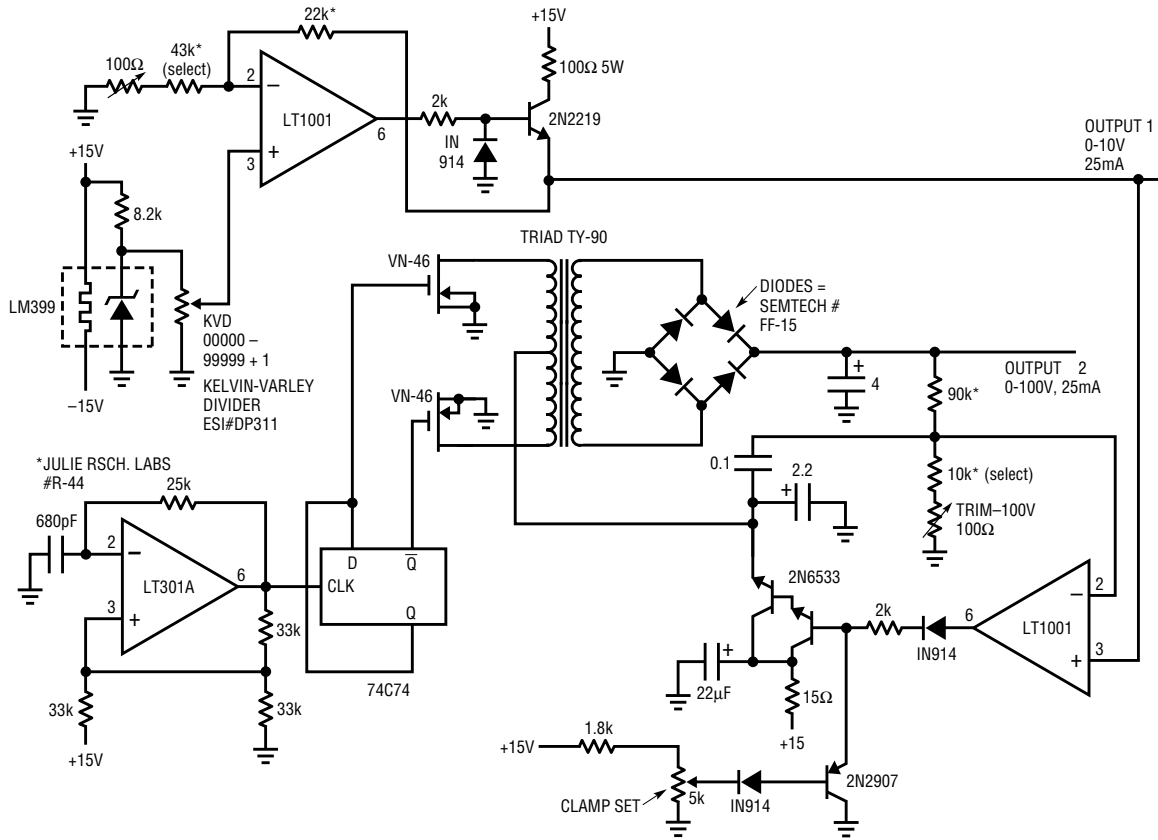 22k*
+15V
100Ω
43k*
(select)
100Ω 5W
2
−
LT1001
6
+
3
2k
2N2219
IN
914
OUTPUT 1
0-10V
25mA
+15V
8.2k
LM399
−15V
KVD
00000 –
99999 + 1
KELVIN-VARLEY
DIVIDER
ESI#DP311
TRIAD TY-90
VN-46
VN-46
DIODES =
SEMTECH #
FF-15
+
4
OUTPUT 2
0-100V, 25mA
90k*
0.1
+
2.2
10k* (select)
TRIM–100V
100Ω
*JULIE RSCH. LABS
#R-44
25k
680pF
2
−
LT301A
6
3
+
33k
33k
33k
+15V
D
Q̅
CLK
Q
74C74
2N6533
2k
IN914
6
2
−
LT1001
+
3
+
22µF
15Ω
+15
+15V
1.8k
5k
CLAMP SET
IN914
2N2907